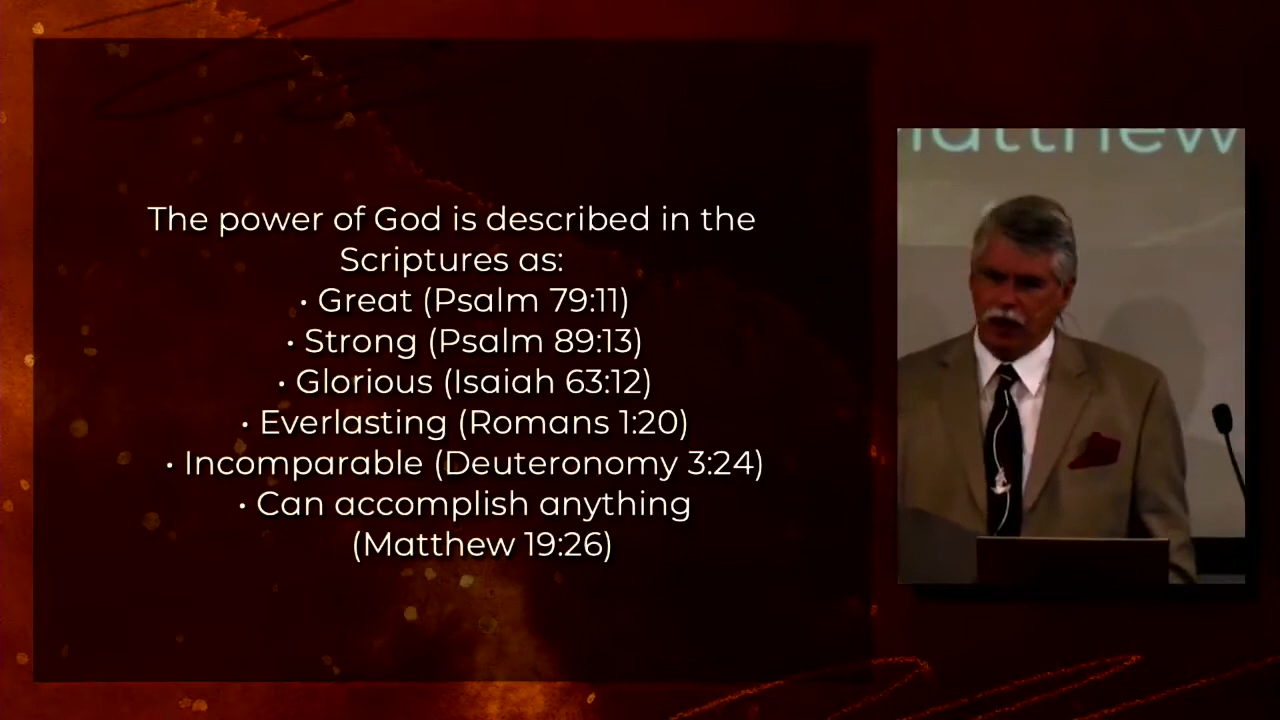 The power of God is described in the
Scriptures as:
• Great (Psalm 79:11)
• Strong (Psalm 89:13)
• Glorious (Isaiah 63:12)
• Everlasting (Romans 1:20)
• Incomparable (Deuteronomy 3:24)
• Can accomplish anything
(Matthew 19:26)